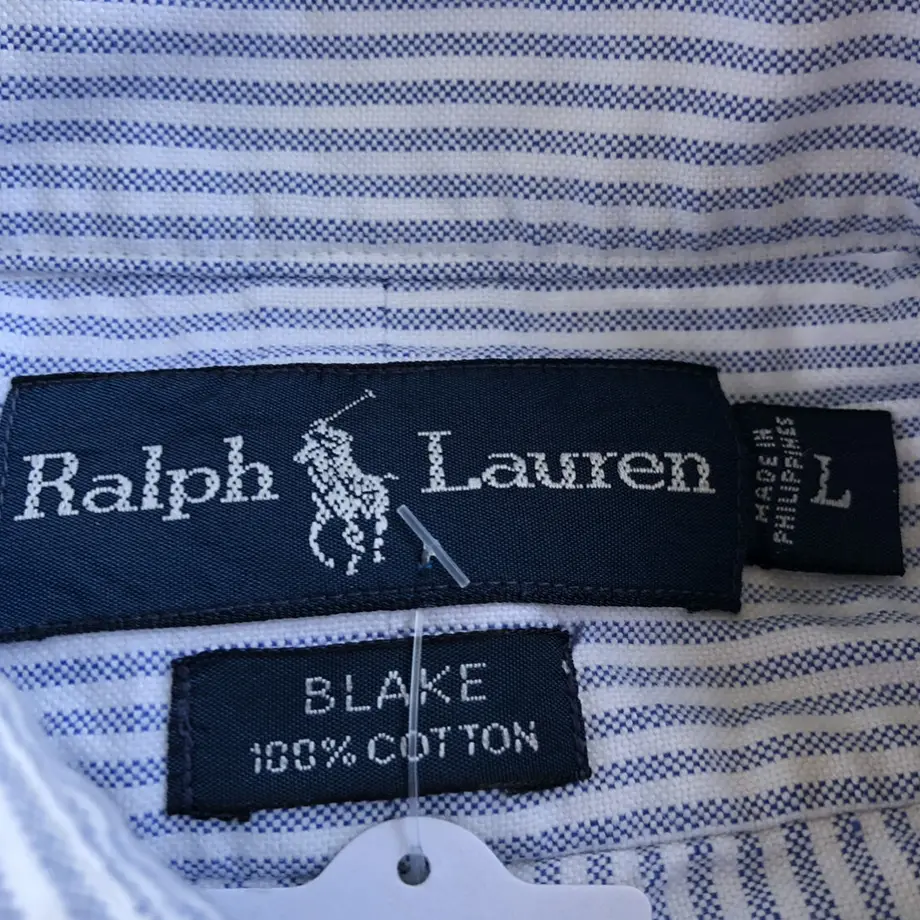 Ralph Lauren
MADE IN
PHILIPPINES
L
BLAKE
100% COTTON